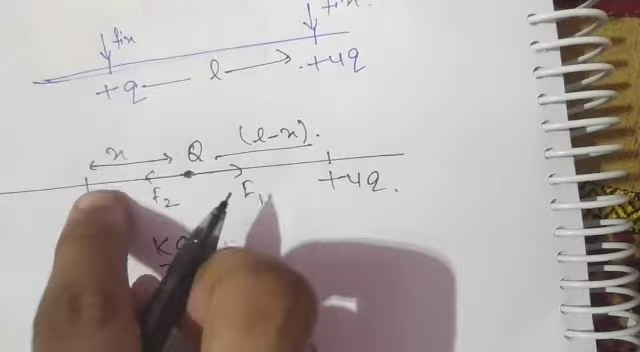 fix fix.
+q l +4q
x Q (l-x).
F₂ F₁ +4q.